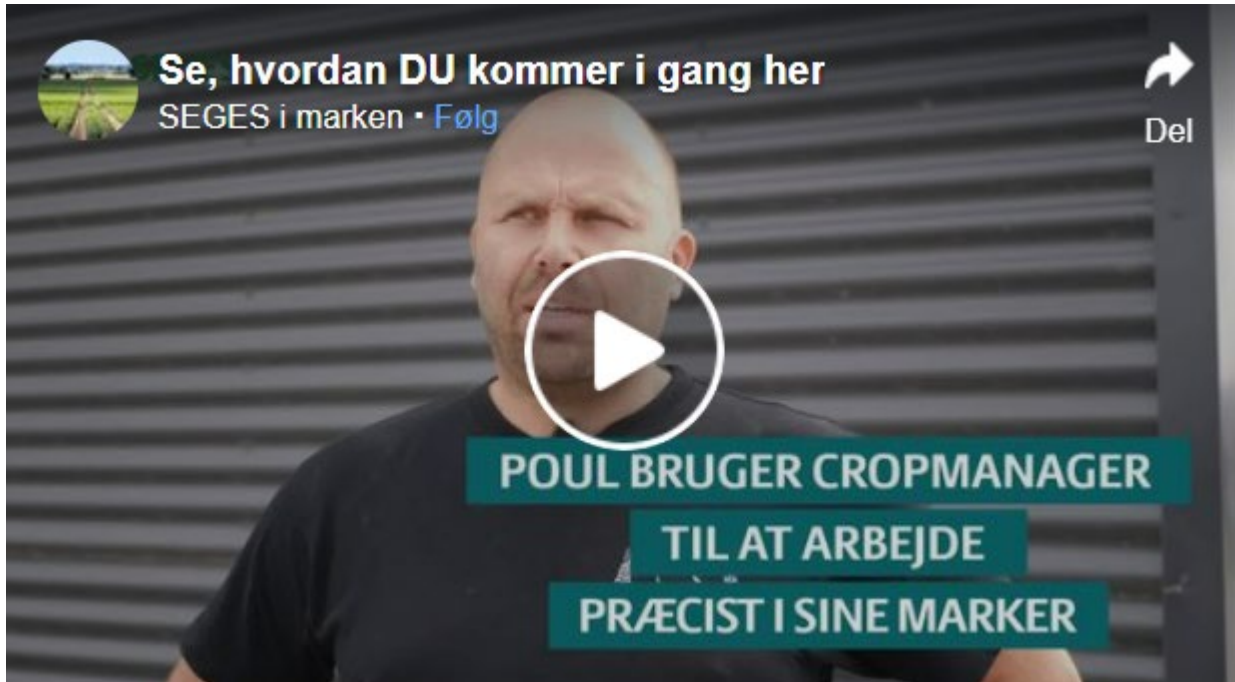 Se, hvordan DU kommer i gang her
SEGES i marken · Følg
Del
POUL BRUGER CROPMANAGER
TIL AT ARBEJDE
PRÆCIST I SINE MARKER